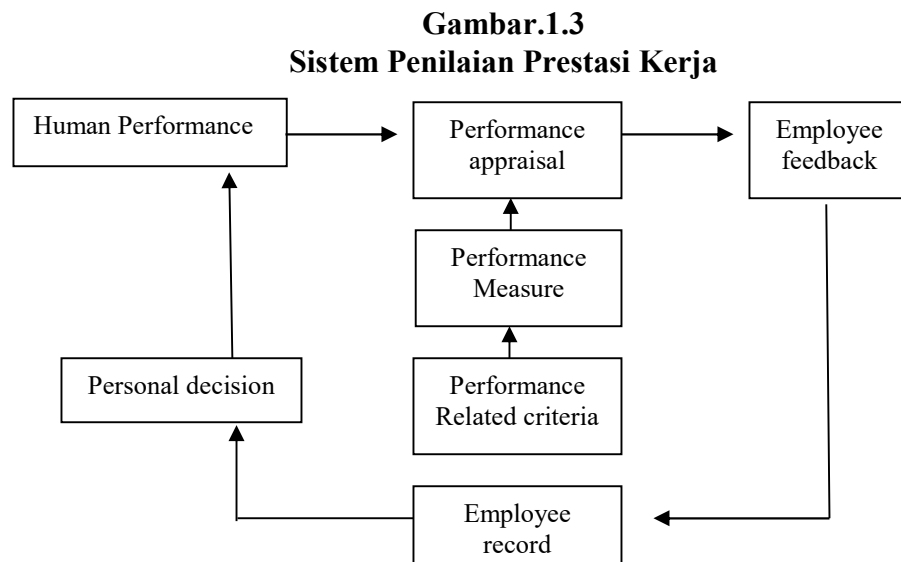 Gambar.1.3
Sistem Penilaian Prestasi Kerja
Human Performance
Performance
appraisal
Employee
feedback
Performance
Measure
Personal decision
Performance
Related criteria
Employee
record